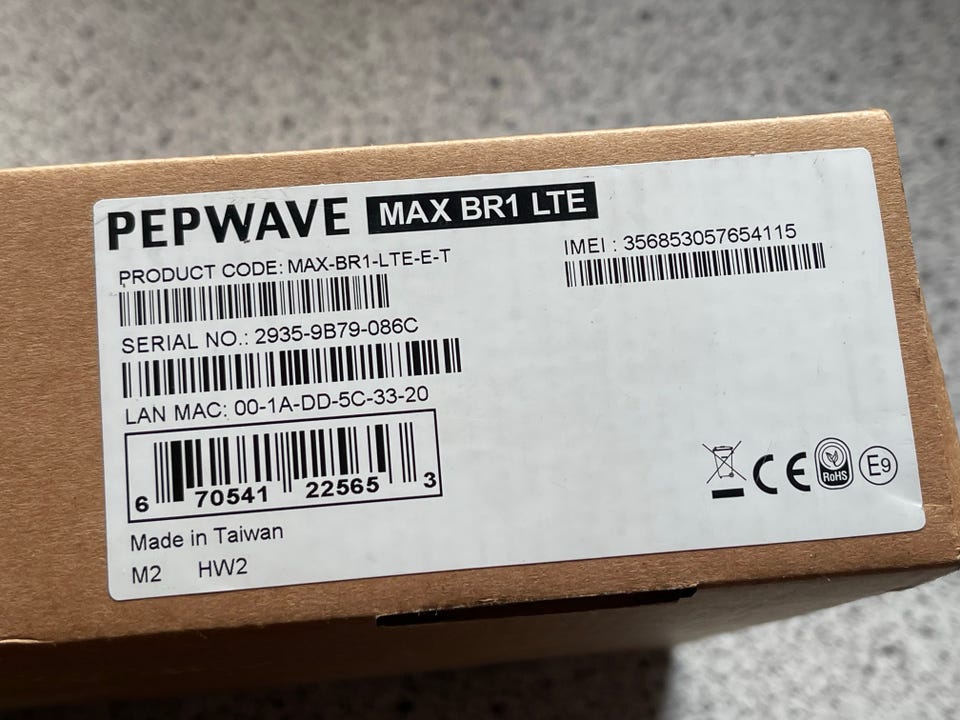 PEPWAVE MAX BR1 LTE
PRODUCT CODE: MAX-BR1-LTE-E-T
IMEI : 356853057654115
SERIAL NO.: 2935-9B79-086C
LAN MAC: 00-1A-DD-5C-33-20
6 70541 22565 3
Made in Taiwan
M2 HW2
CE RoHS E9